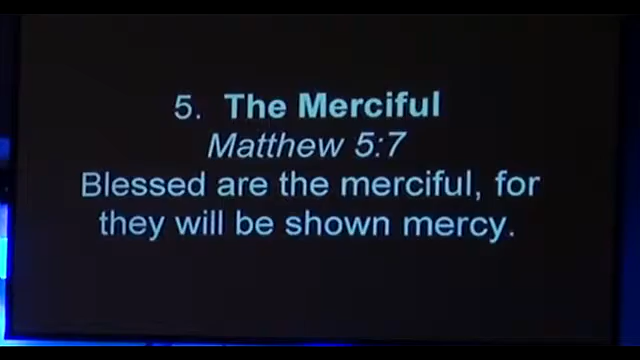 5. The Merciful
Matthew 5:7
Blessed are the merciful, for
they will be shown mercy.